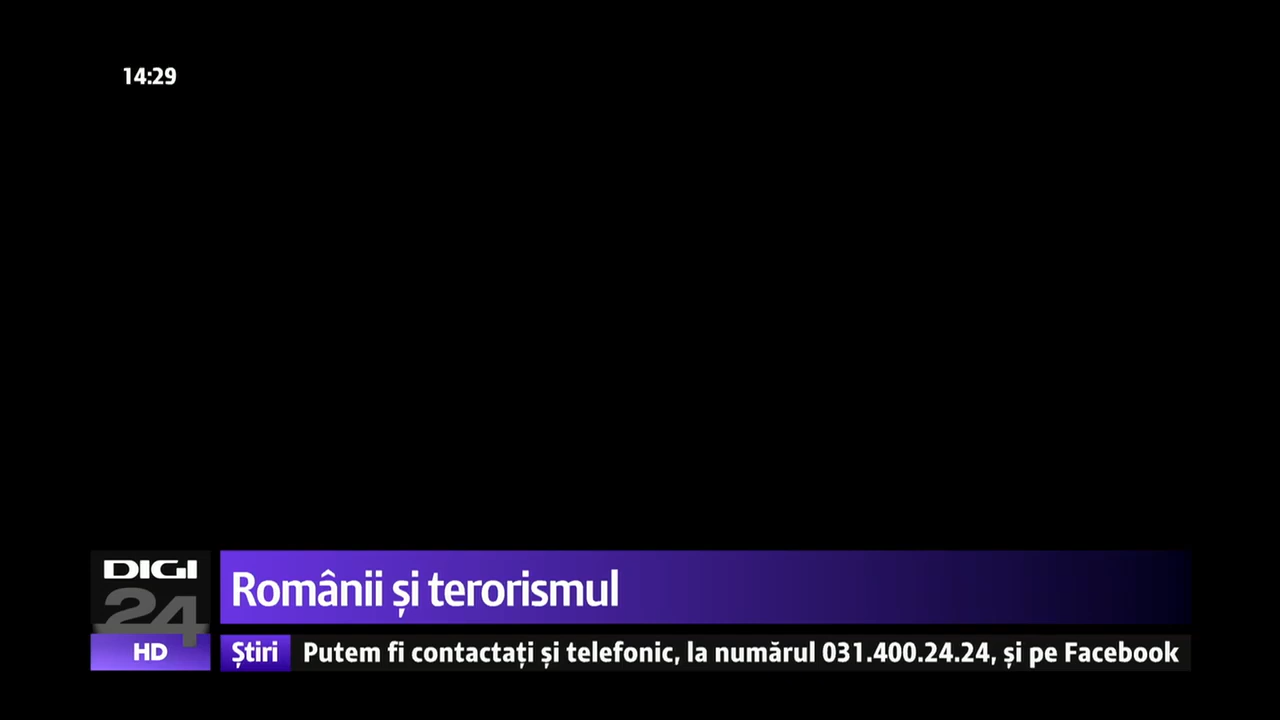 14:29
DIGI
24
HD
Românii și terorismul
Știri
Putem fi contactați și telefonic, la numărul 031.400.24.24, și pe Facebook